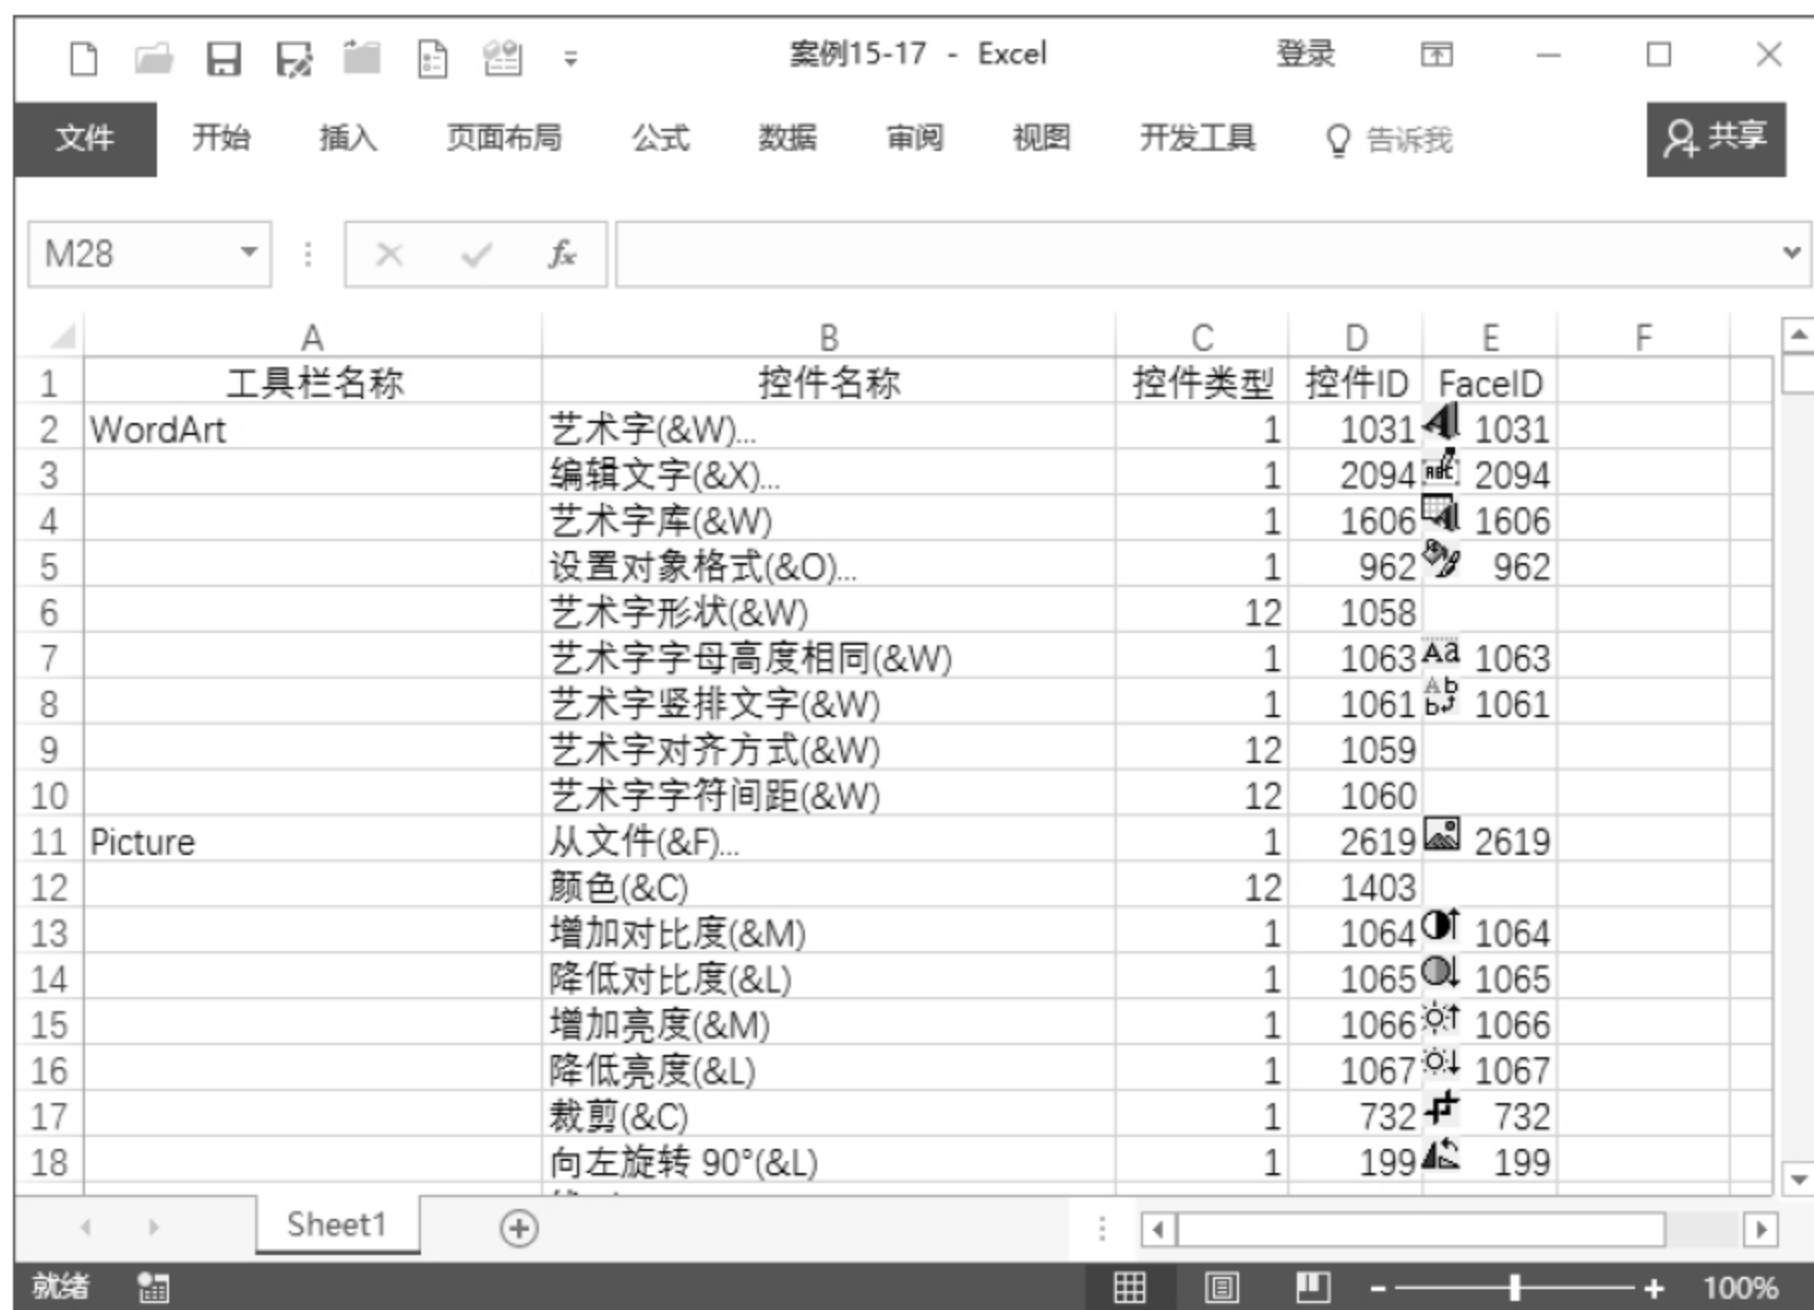 案例15-17 - Excel 登录
文件 开始 插入 页面布局 公式 数据 审阅 视图 开发工具 告诉我 共享
M28 fx
A B C D E F
1 工具栏名称 控件名称 控件类型 控件ID FaceID
2 WordArt 艺术字(&W)... 1 1031 1031
3 编辑文字(&X)... 1 2094 2094
4 艺术字库(&W) 1 1606 1606
5 设置对象格式(&O)... 1 962 962
6 艺术字形状(&W) 12 1058
7 艺术字字母高度相同(&W) 1 1063 Aa 1063
8 艺术字竖排文字(&W) 1 1061 1061
9 艺术字对齐方式(&W) 12 1059
10 艺术字字符间距(&W) 12 1060
11 Picture 从文件(&F)... 1 2619 2619
12 颜色(&C) 12 1403
13 增加对比度(&M) 1 1064 1064
14 降低对比度(&L) 1 1065 1065
15 增加亮度(&M) 1 1066 1066
16 降低亮度(&L) 1 1067 1067
17 裁剪(&C) 1 732 732
18 向左旋转 90°(&L) 1 199 199
Sheet1
就绪 100%